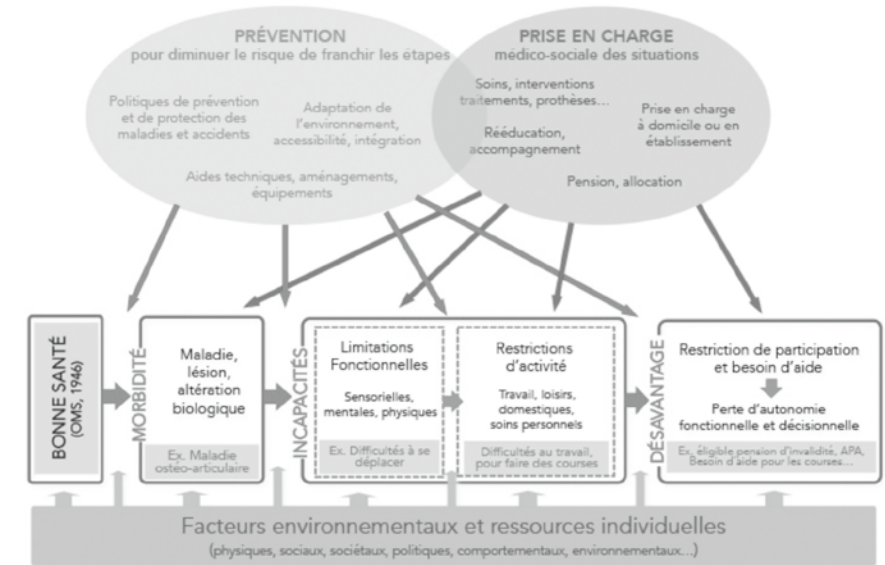 PRÉVENTION
pour diminuer le risque de franchir les étapes
Politiques de prévention
et de protection des
maladies et accidents
Adaptation de
l'environnement,
accessibilité, intégration
Aides techniques, aménagements,
équipements
PRISE EN CHARGE
médico-sociale des situations
Soins, interventions
traitements, prothèses...
Rééducation,
accompagnement
Prise en charge
à domicile ou en
établissement
Pension, allocation
BONNE SANTÉ
(OMS, 1946)
MORBIDITÉ
Maladie,
lésion,
altération
biologique
Ex. Maladie
ostéo-articulaire
INCAPACITÉS
Limitations
Fonctionnelles
Sensorielles,
mentales, physiques
Ex. Difficultés à se
déplacer
Restrictions
d'activité
Travail, loisirs,
domestiques,
soins personnels
Difficultés au travail,
pour faire des courses
DÉSAVANTAGE
Restriction de participation
et besoin d'aide
Perte d'autonomie
fonctionnelle et décisionnelle
Ex. éligible pension d'invalidité, APA,
Besoin d'aide pour les courses...
Facteurs environnementaux et ressources individuelles
(physiques, sociaux, sociétaux, politiques, comportementaux, environnementaux...)